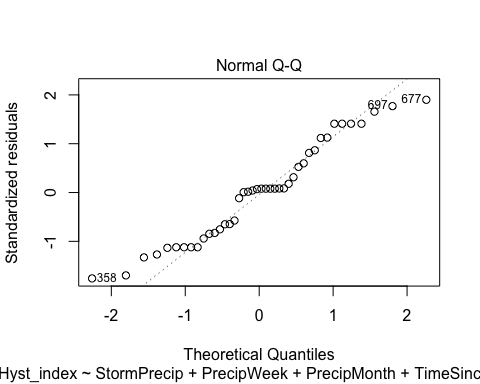 Normal Q-Q
Standardized residuals
2
1
0
-1
697
677
358
-2 -1 0 1 2
Theoretical Quantiles
Hyst_index ~ StormPrecip + PrecipWeek + PrecipMonth + TimeSinc